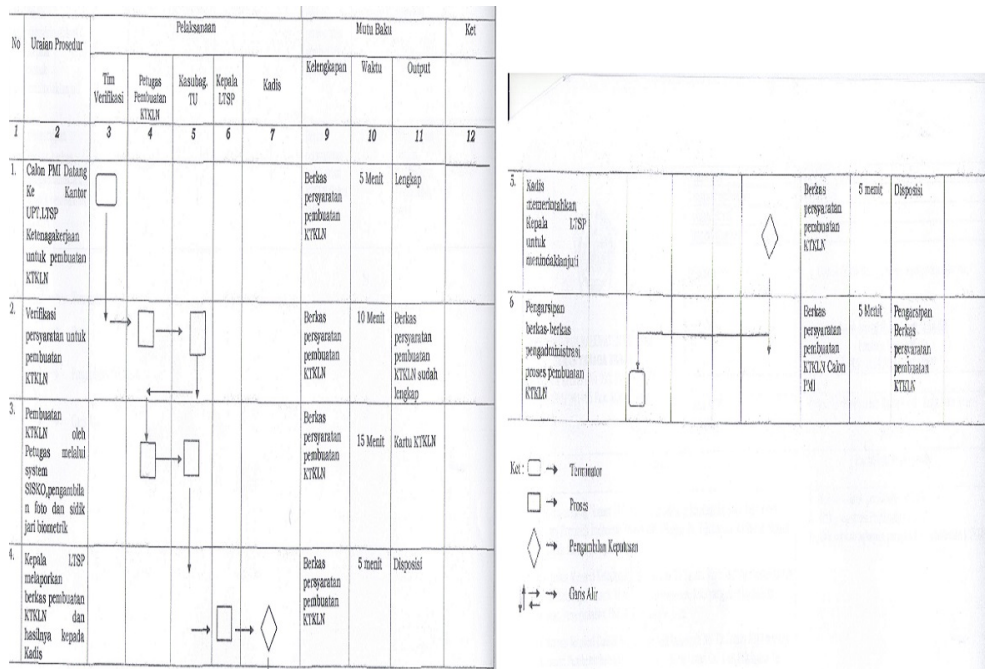 No
Uraian Prosedur
Pelaksanaan
Mutu Baku
Ket
Tim
Verifikasi
Petugas
Pembuatan
KTKLN
Kasubag.
TU
Kepala
LTSP
Kadis
Kelengkapan
Waktu
Output
1 2 3 4 5 6 7 9 10 11 12
1.
Calon PMI Datang
Ke Kantor
UPT.LTSP
Ketenagakerjaan
untuk pembuatan
KTKLN
Berkas
persyaratan
pembuatan
KTKLN
5 Menit
Lengkap
2.
Verifikasi
persyaratan untuk
pembuatan
KTKLN
Berkas
persyaratan
pembuatan
KTKLN
10 Menit
Berkas
persyaratan
pembuatan
KTKLN sudah
lengkap
3.
Pembuatan
KTKLN oleh
Petugas melalui
system
SISKO,pengambila
n foto dan sidik
jari biometrik
Berkas
persyaratan
pembuatan
KTKLN
15 Menit
Kartu KTKLN
4.
Kepala LTSP
melaporkan
berkas pembuatan
KTKLN dan
hasilnya kepada
Kadis
Berkas
persyaratan
pembuatan
KTKLN
5 menit
Disposisi
5.
Kadis
memerintahkan
Kepala LTSP
untuk
menindaklanjuti
Berkas
persyaratan
pembuatan
KTKLN
5 menit
Disposisi
6
Pengarsipan
berkas-berkas
pengadministrasi
proses pembuatan
KTKLN
Berkas
persyaratan
pembuatan
KTKLN Calon
PMI
5 Menit
Pengarsipan
Berkas
persyaratan
pembuatan
KTKLN
Ket :
Terminator
Proses
Pengambilan Keputusan
Garis Alir